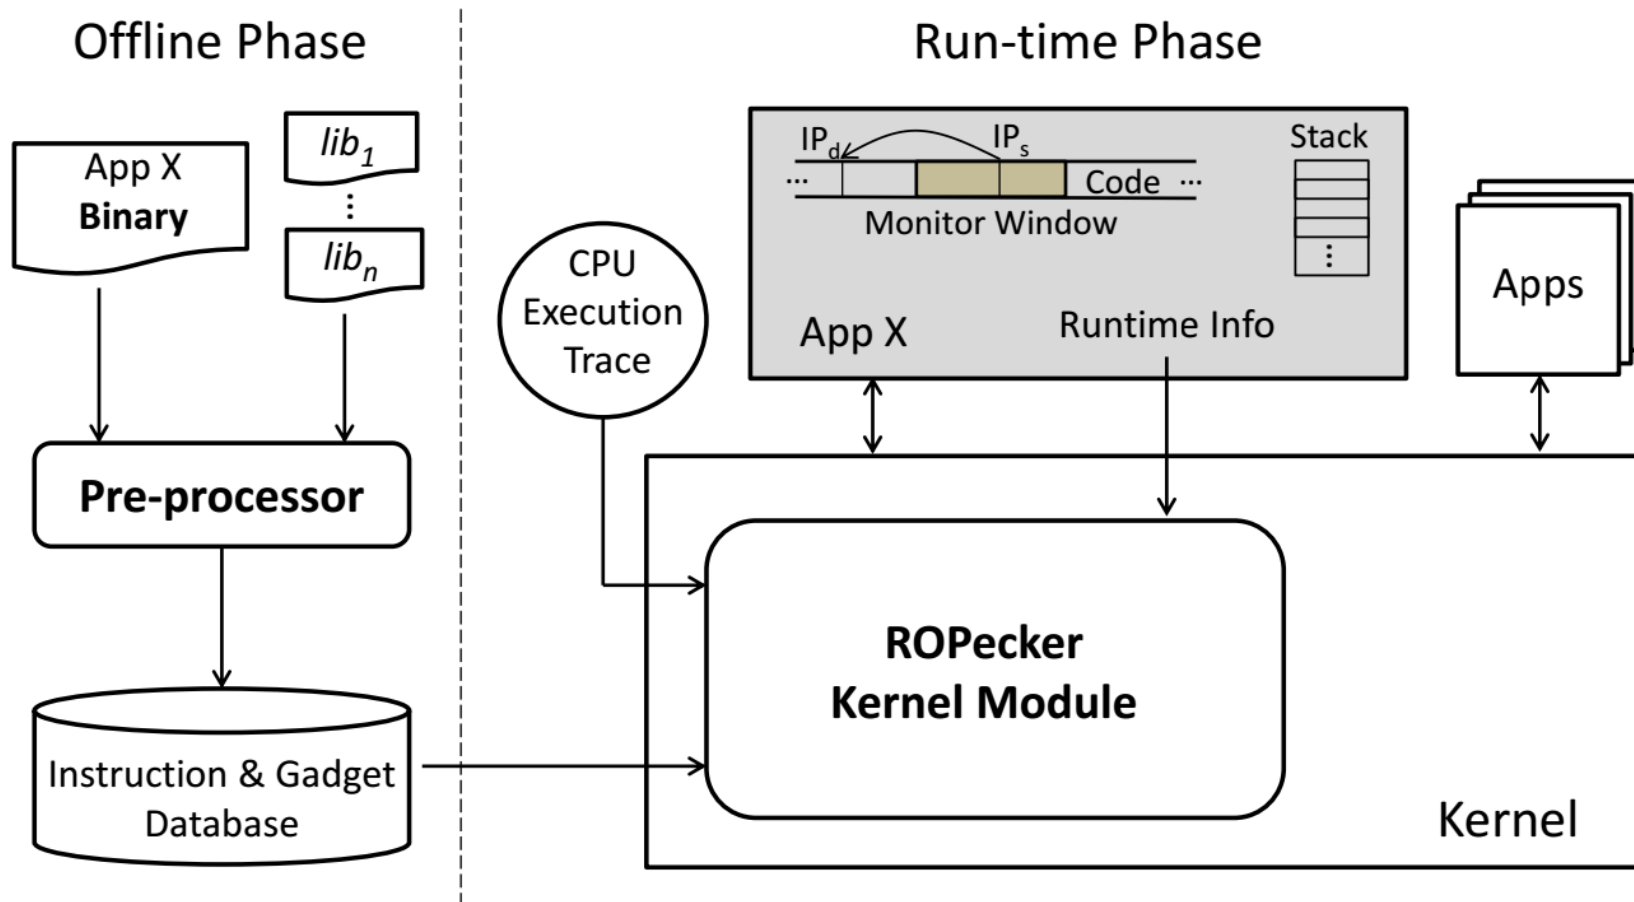 Offline Phase
Run-time Phase
App X
Binary
lib1
⋮
libn
Pre-processor
Instruction & Gadget
Database
CPU
Execution
Trace
IPd
IPs
Stack
...
Code ...
Monitor Window
⋮
App X
Runtime Info
Apps
ROPecker
Kernel Module
Kernel